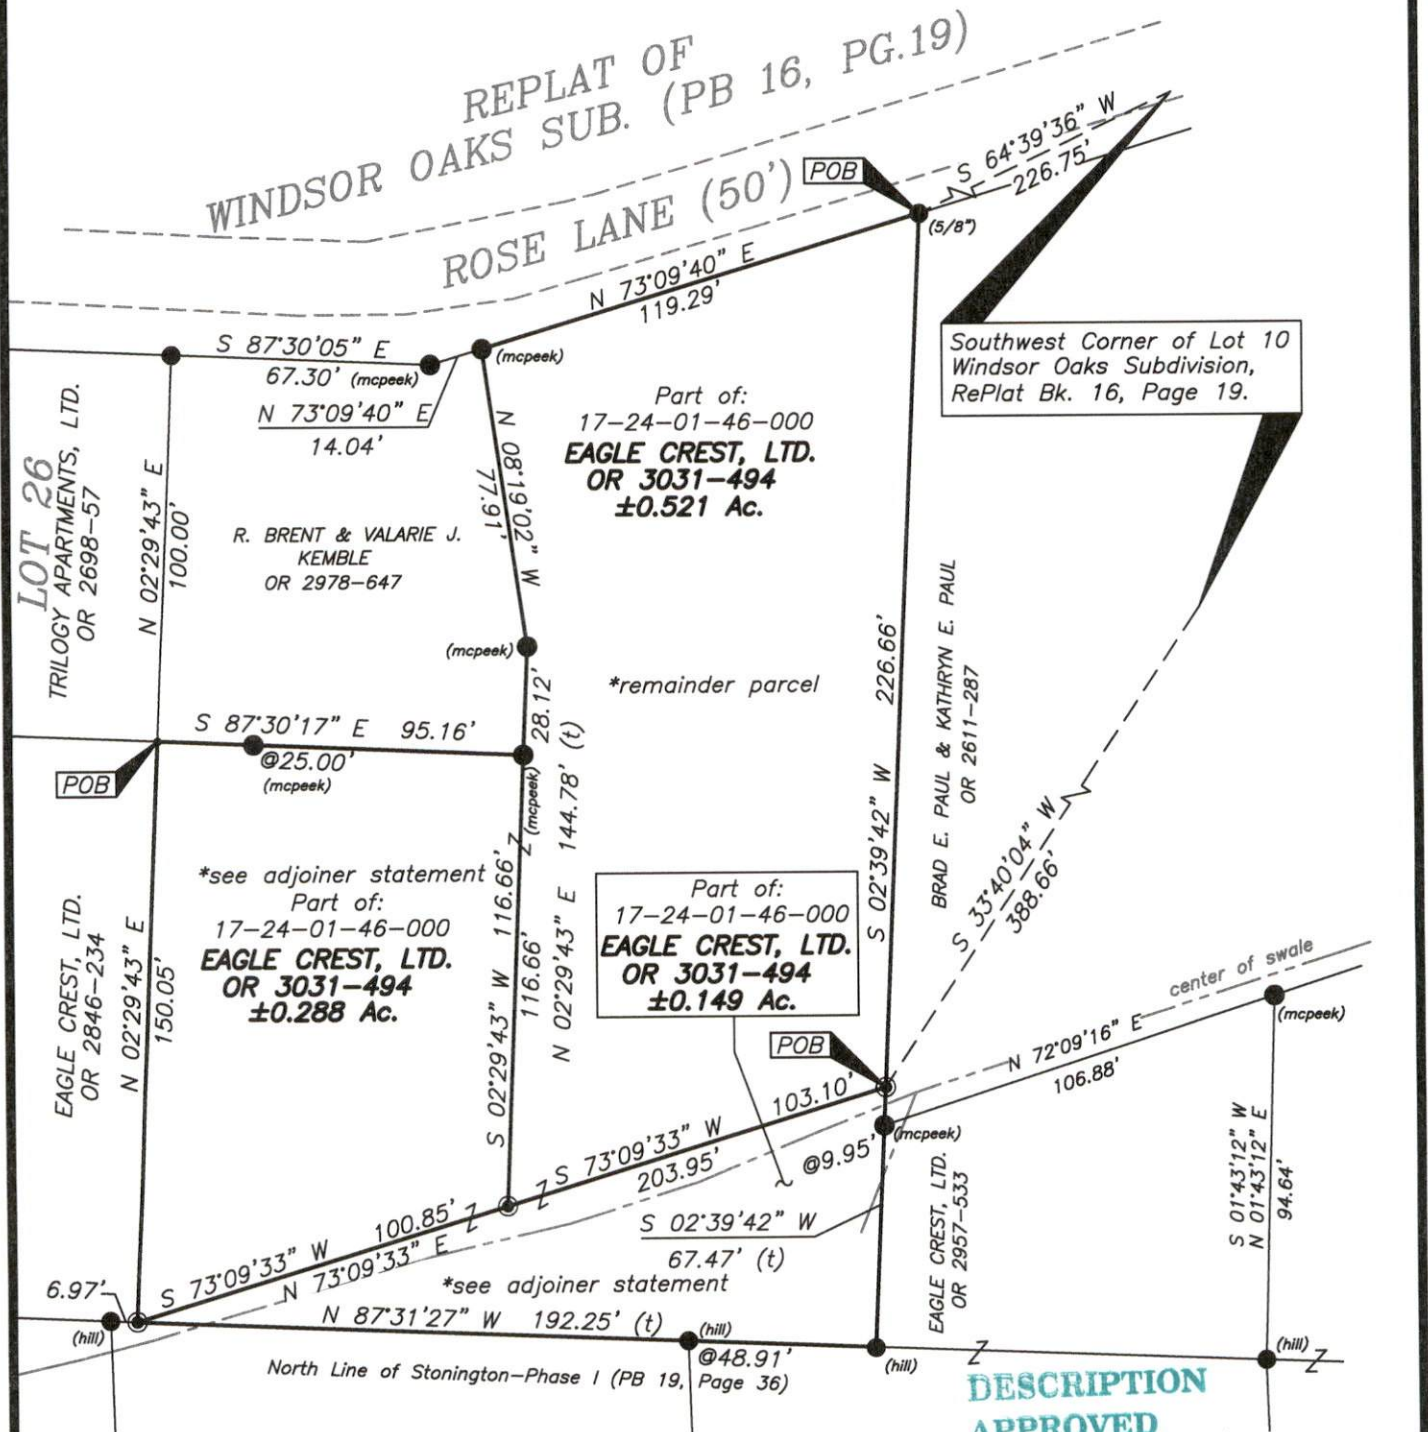 REPLAT OF
WINDSOR OAKS SUB. (PB 16, PG.19)
ROSE LANE (50')
POB
S 64°39'36" W
226.75'
(5/8")
N 73°09'40" E
119.29'
S 87°30'05" E
67.30' (mcpeek)
(mcpeek)
N 73°09'40" E
14.04'
Southwest Corner of Lot 10
Windsor Oaks Subdivision,
RePlat Bk. 16, Page 19.
Part of:
17-24-01-46-000
EAGLE CREST, LTD.
OR 3031-494
±0.521 Ac.
N 08°19'02" W
77.91'
LOT 26
TRILOGY APARTMENTS, LTD.
OR 2698-57
N 02°29'43" E
100.00'
R. BRENT & VALARIE J.
KEMBLE
OR 2978-647
(mcpeek)
*remainder parcel
28.12'
S 87°30'17" E 95.16'
@25.00'
(mcpeek)
POB
(mcpeek)
N 02°29'43" E 144.78' (t)
S 02°39'42" W 226.66'
BRAD E. PAUL & KATHRYN E. PAUL
OR 2611-287
S 33°40'04" W
388.66'
*see adjoiner statement
Part of:
17-24-01-46-000
EAGLE CREST, LTD.
OR 3031-494
±0.288 Ac.
S 02°29'43" W 116.66'
116.66'
Part of:
17-24-01-46-000
EAGLE CREST, LTD.
OR 3031-494
±0.149 Ac.
EAGLE CREST, LTD.
OR 2846-234
N 02°29'43" E
150.05'
POB
center of swale
N 72°09'16" E
106.88'
(mcpeek)
(mcpeek)
S 73°09'33" W 103.10'
203.95'
@9.95'
S 02°39'42" W
67.47' (t)
EAGLE CREST, LTD.
OR 2957-533
S 01°43'12" W
N 01°43'12" E
94.64'
S 73°09'33" W 100.85'
N 73°09'33" E
*see adjoiner statement
6.97'
(hill)
N 87°31'27" W 192.25' (t)
(hill)
@48.91'
(hill)
(hill)
North Line of Stonington-Phase I (PB 19, Page 36)
DESCRIPTION
APPROVED